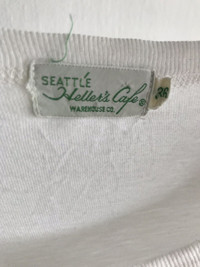 SEATTLE
Heller's Cafe®
WAREHOUSE CO.
38